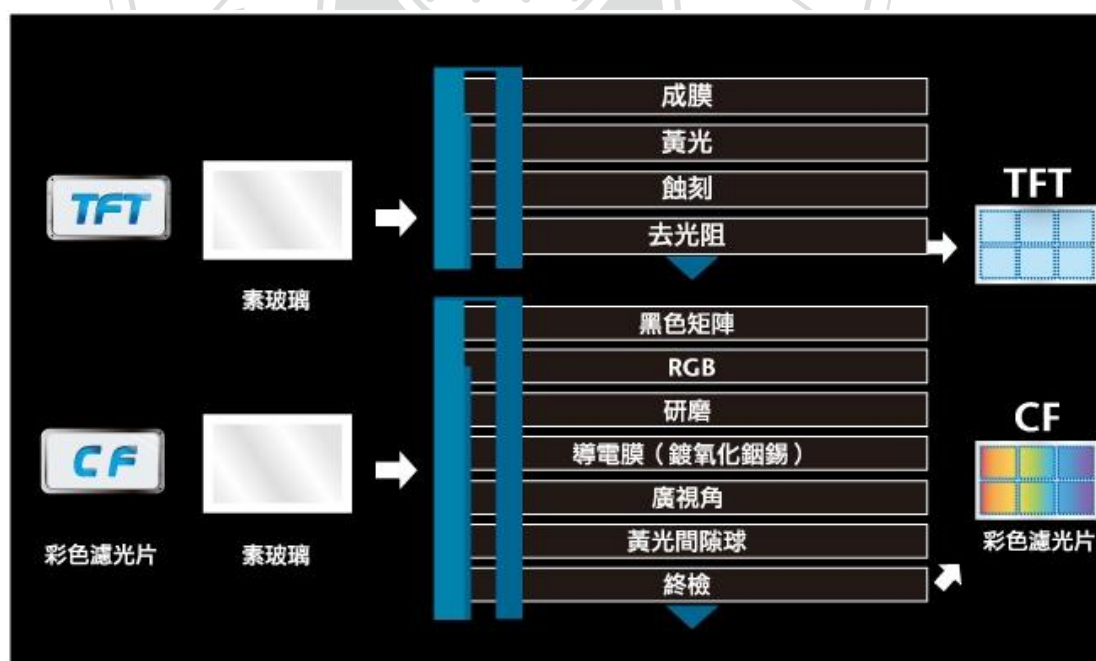 成膜
黃光
蝕刻
去光阻
TFT
素玻璃
TFT
黑色矩陣
RGB
研磨
導電膜（鍍氧化銦錫）
廣視角
黃光間隙球
終檢
CF
彩色濾光片
素玻璃
CF
彩色濾光片